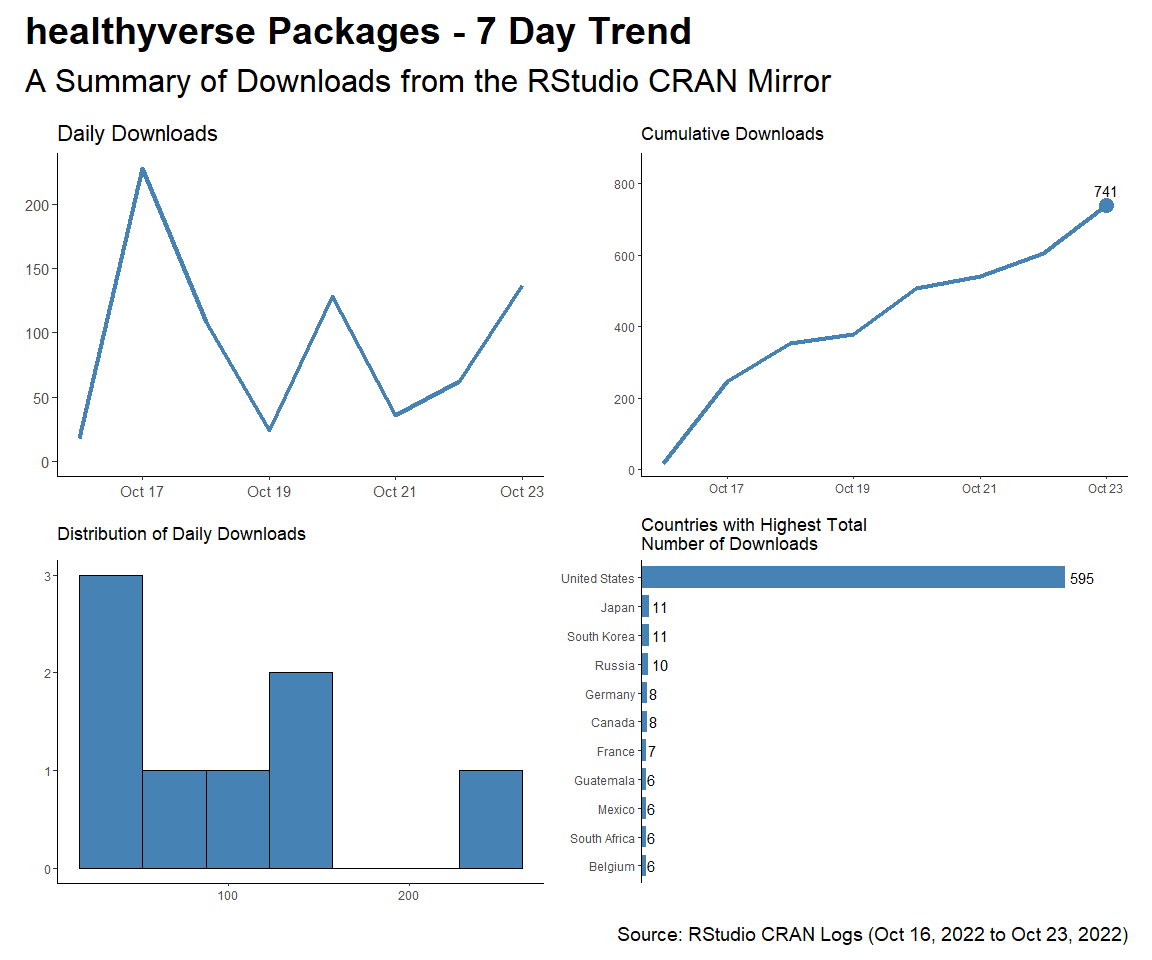 healthyverse Packages - 7 Day Trend
A Summary of Downloads from the RStudio CRAN Mirror
Daily Downloads
200
150
100
50
0
Oct 17
Oct 19
Oct 21
Oct 23
Cumulative Downloads
800
600
400
200
0
741
Oct 17
Oct 19
Oct 21
Oct 23
Distribution of Daily Downloads
3
2
1
0
100
200
Countries with Highest Total
Number of Downloads
United States 595
Japan 11
South Korea 11
Russia 10
Germany 8
Canada 8
France 7
Guatemala 6
Mexico 6
South Africa 6
Belgium 6
Source: RStudio CRAN Logs (Oct 16, 2022 to Oct 23, 2022)